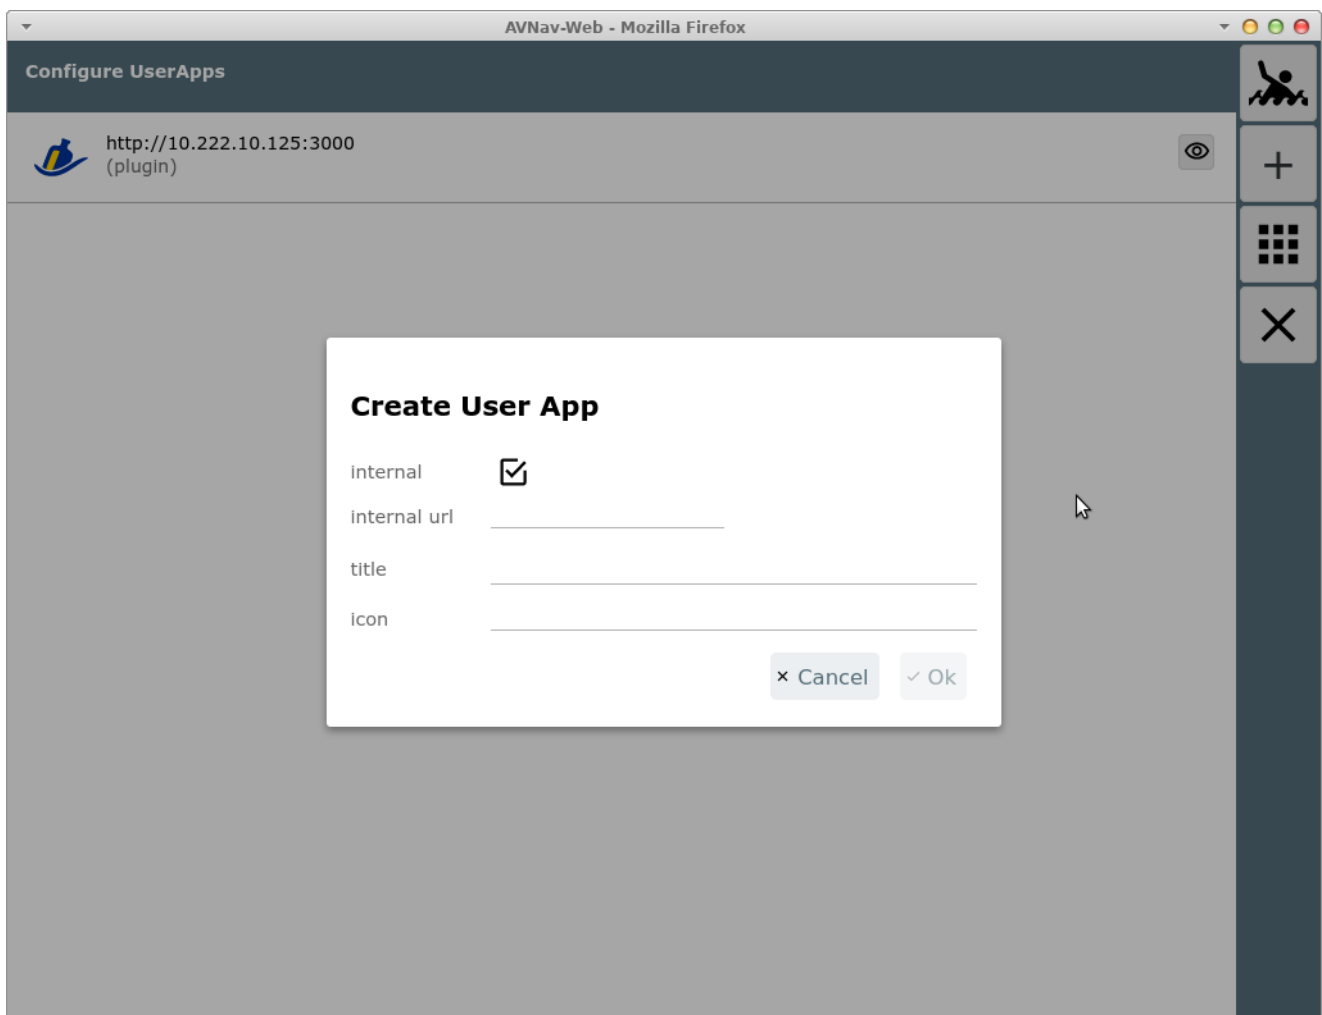 AVNav-Web - Mozilla Firefox
Configure UserApps
http://10.222.10.125:3000
(plugin)
Create User App
internal
internal url
title
icon
Cancel
Ok